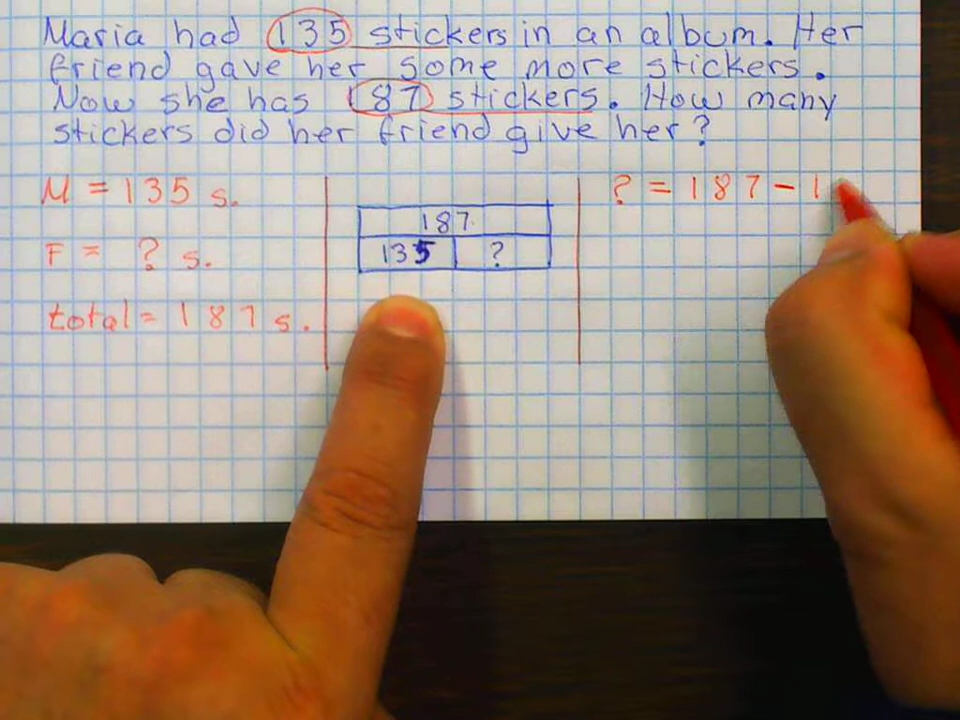 Maria had 135 stickers in an album. Her
friend gave her some more stickers.
Now she has 187 stickers. How many
stickers did her friend give her?
M = 135 s.
F = ? s.
total = 187 s.
187
135 ?
? = 187 - 1